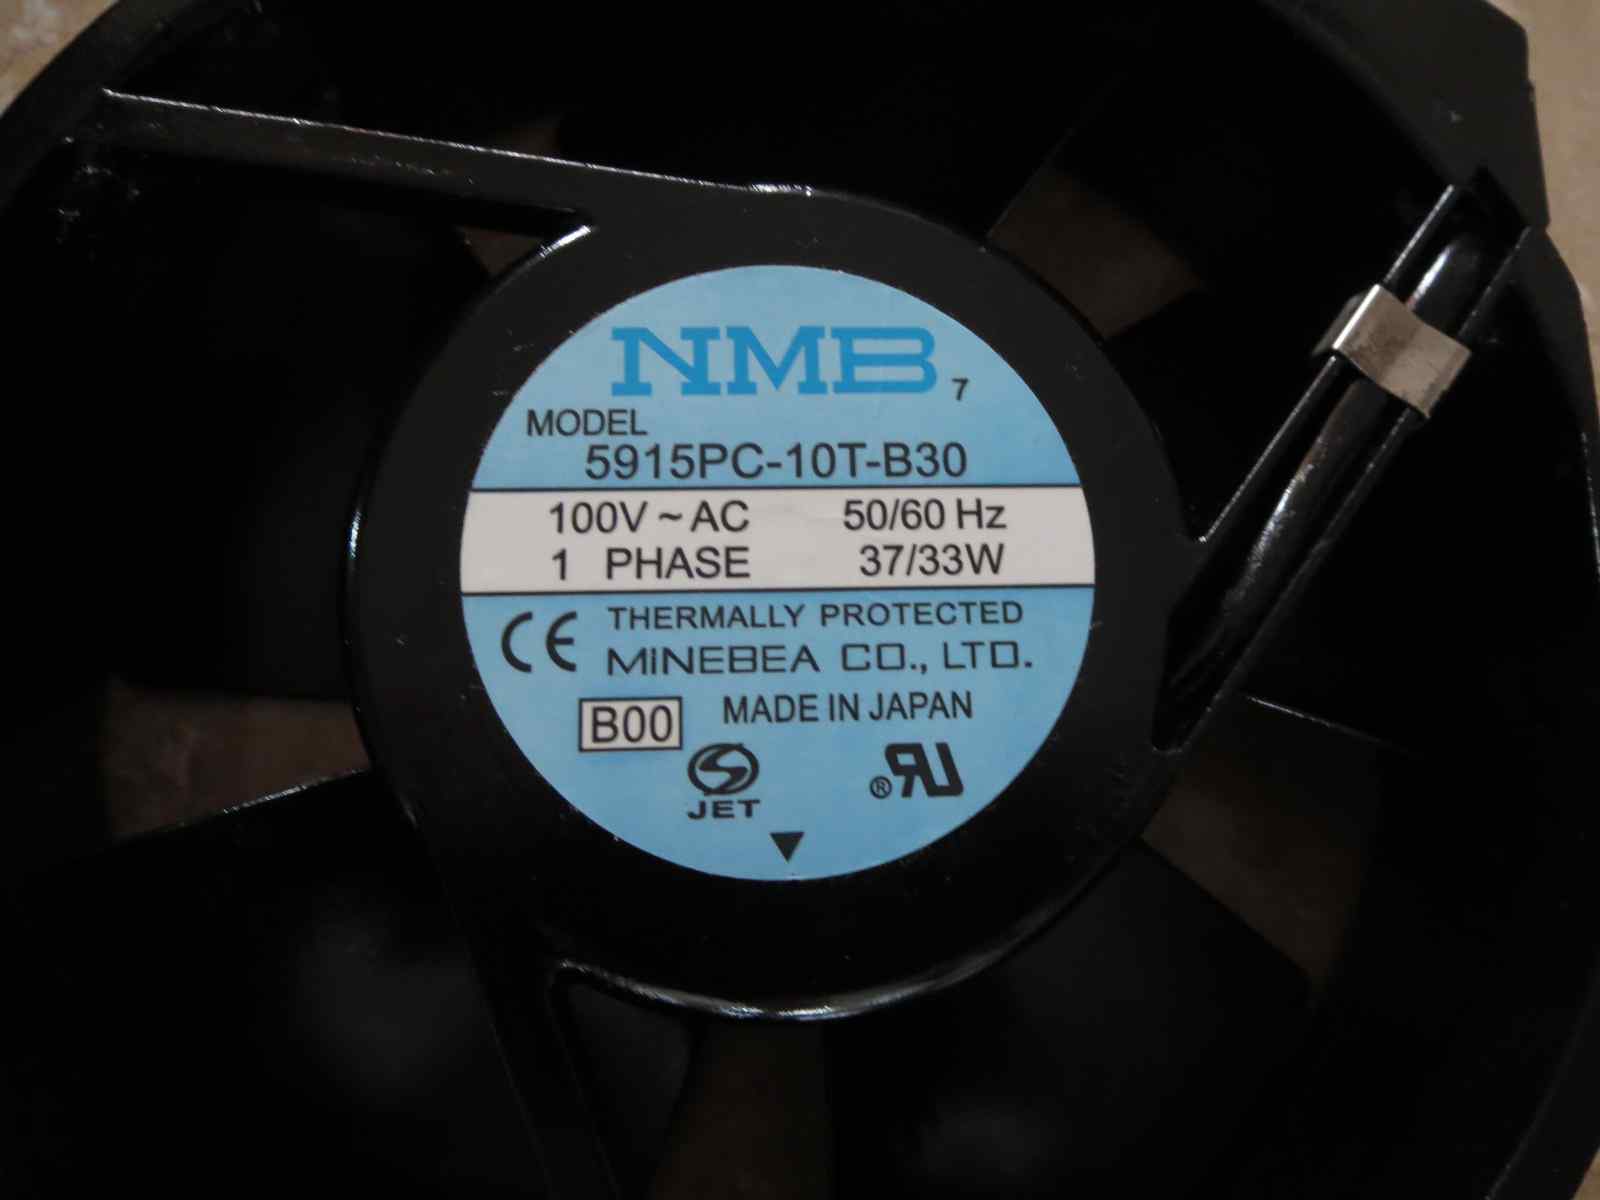 NMB 7
MODEL
5915PC-10T-B30
100V ~ AC 50/60 Hz
1 PHASE 37/33W
CE THERMALLY PROTECTED
MINEBEA CO., LTD.
B00 MADE IN JAPAN
S
JET ® RU